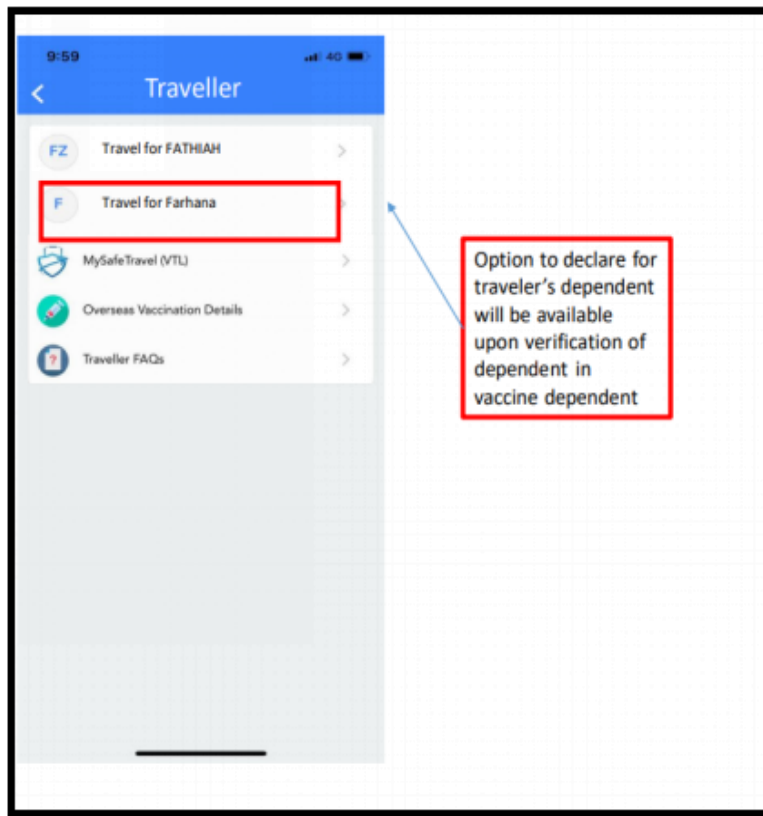 9:59
4G
Traveller
FZ
Travel for FATHIAH
F
Travel for Farhana
MySafeTravel (VTL)
Overseas Vaccination Details
?
Traveller FAQs
Option to declare for
traveler’s dependent
will be available
upon verification of
dependent in
vaccine dependent